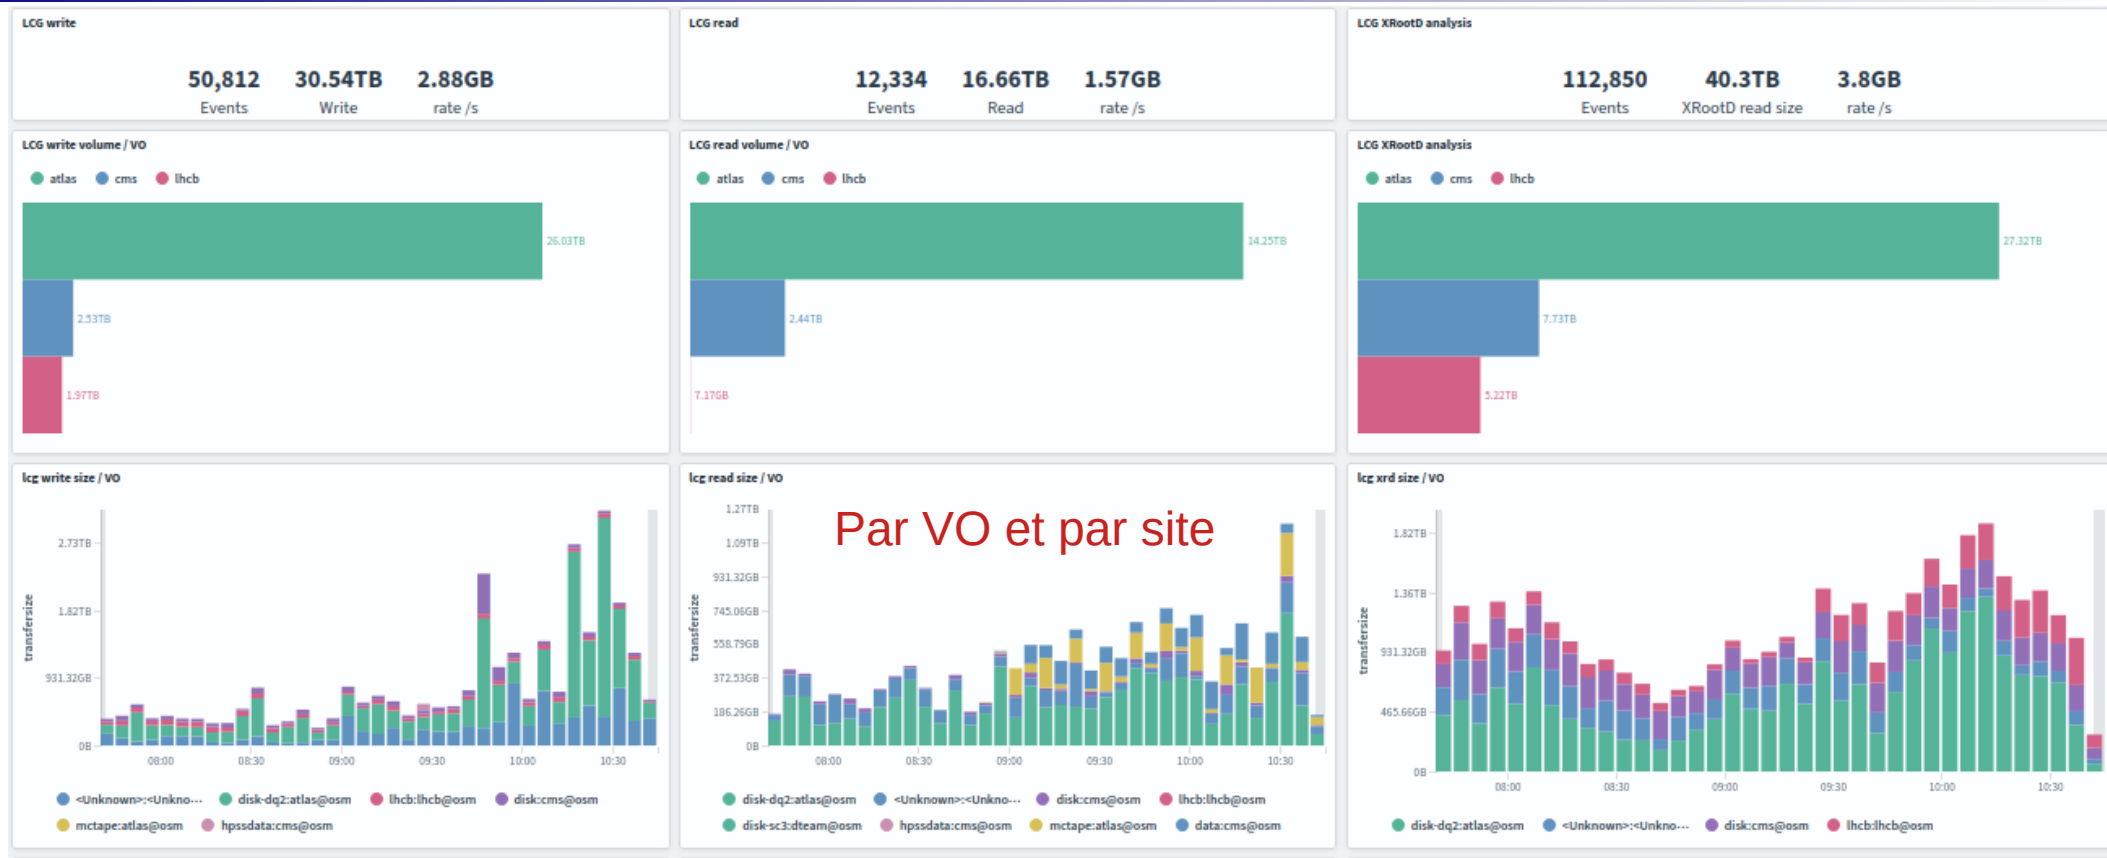 LCG write
50,812 30.54TB 2.88GB
Events Write rate /s
LCG read
12,334 16.66TB 1.57GB
Events Read rate /s
LCG XRootD analysis
112,850 40.3TB 3.8GB
Events XRootD read size rate /s
LCG write volume / VO
atlas cms lhcb
26.03TB
2.53TB
1.97TB
LCG read volume / VO
atlas cms lhcb
14.25TB
2.44TB
7.17GB
LCG XRootD analysis
atlas cms lhcb
27.32TB
7.73TB
5.22TB
lcg write size / VO
transfersize
2.73TB
1.82TB
931.32GB
0B
08:00 08:30 09:00 09:30 10:00 10:30
<Unknown>:<Unkno... disk-dq2:atlas@osm lhcb:lhcb@osm disk:cms@osm
mctape:atlas@osm hpssdata:cms@osm
lcg read size / VO
Par VO et par site
transfersize
1.27TB
1.09TB
931.32GB
745.06GB
558.79GB
372.53GB
186.26GB
0B
08:00 08:30 09:00 09:30 10:00 10:30
disk-dq2:atlas@osm <Unknown>:<Unkno... disk:cms@osm lhcb:lhcb@osm
disk-sc3:dteam@osm hpssdata:cms@osm mctape:atlas@osm data:cms@osm
lcg xrd size / VO
transfersize
1.82TB
1.36TB
931.32GB
465.66GB
0B
08:00 08:30 09:00 09:30 10:00 10:30
disk-dq2:atlas@osm <Unknown>:<Unkno... disk:cms@osm lhcb:lhcb@osm